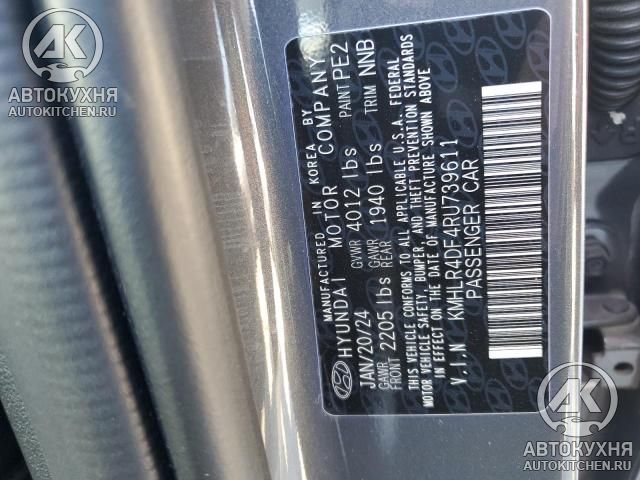 MANUFACTURED IN KOREA BY
HYUNDAI MOTOR COMPANY
JAN/20/24 GVWR 4012 lbs PAINT PE2
GAWR FRONT 2205 lbs GAWR REAR 1940 lbs TRIM NNB
THIS VEHICLE CONFORMS TO ALL APPLICABLE U.S.A. FEDERAL
MOTOR VEHICLE SAFETY, BUMPER, AND THEFT PREVENTION STANDARDS
IN EFFECT ON THE DATE OF MANUFACTURE SHOWN ABOVE
V.I.N KMHLR4DF4RU739611
PASSENGER CAR
АК
АВТОКУХНЯ
AUTOKITCHEN.RU
АК
АВТОКУХНЯ
AUTOKITCHEN.RU